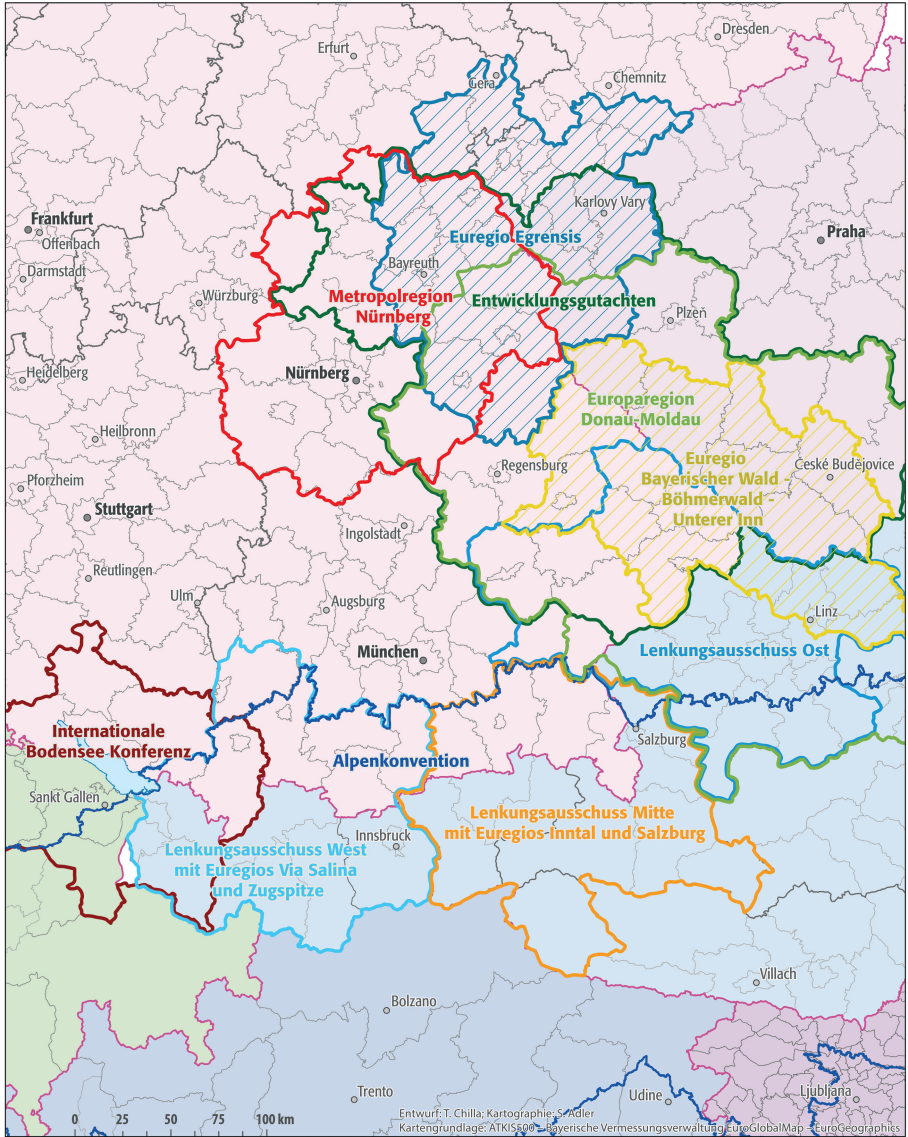 Dresden
Erfurt
Gera
Chemnitz
Karlovy Vary
Frankfurt
Offenbach
Praha
Euregio Egrensis
Bayreuth
Darmstadt
Würzburg
Metropolregion
Nürnberg
Entwicklungsgutachten
Plzeň
Heidelberg
Nürnberg
Europaregion
Donau-Moldau
Heilbronn
Regensburg
Euregio
Bayerischer Wald -
Böhmerwald -
Unterer Inn
České Budějovice
Pforzheim
Stuttgart
Ingolstadt
Reutlingen
Ulm
Augsburg
Linz
München
Lenkungsausschuss Ost
Internationale
Bodensee Konferenz
Salzburg
Alpenkonvention
Sankt Gallen
Lenkungsausschuss Mitte
mit Euregios Inntal und Salzburg
Innsbruck
Lenkungsausschuss West
mit Euregios Via Salina
und Zugspitze
Villach
Bolzano
Trento
Udine
Ljubljana
0 25 50 75 100 km
Entwurf: T. Chilla; Kartographie: S. Adler
Kartengrundlage: ATKIS500 - Bayerische Vermessungsverwaltung EuroGlobalMap - EuroGeographics